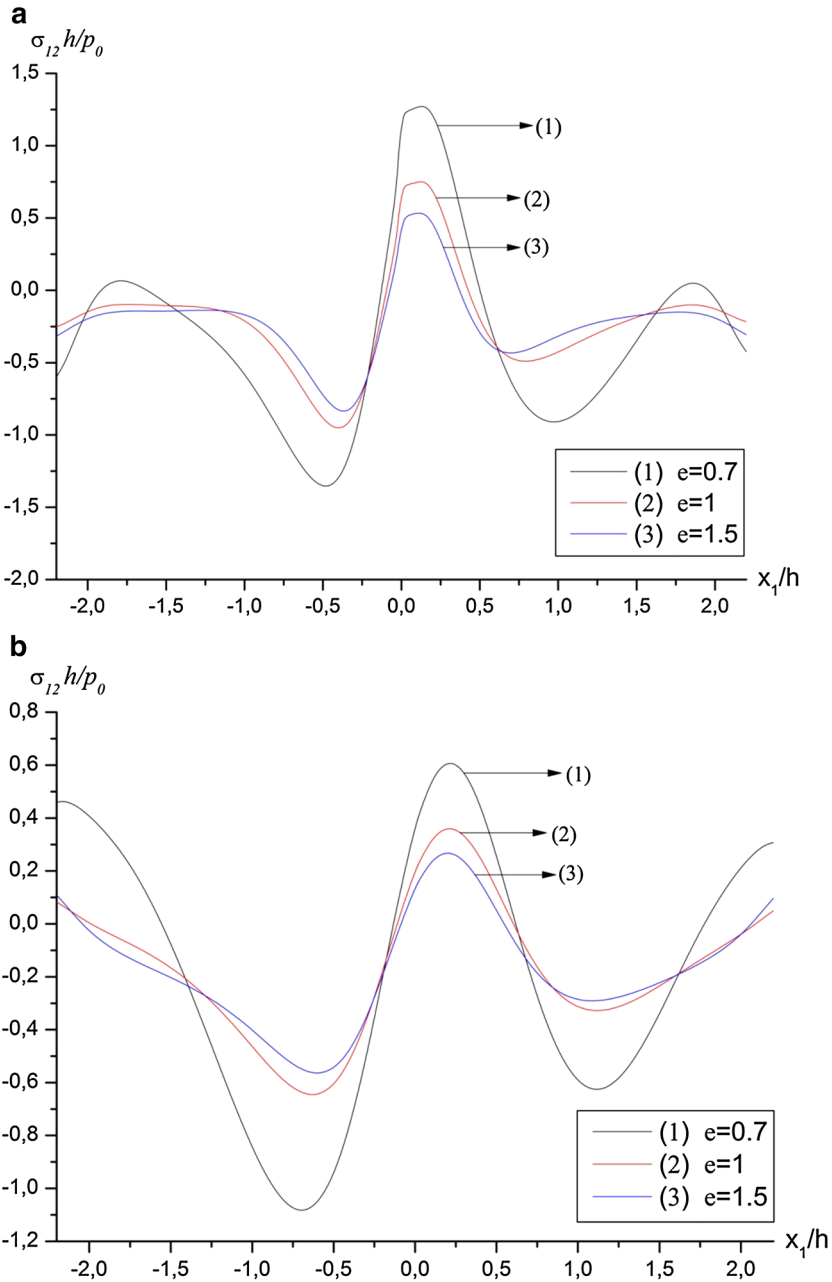 a
σ12 h/p0
1,5
1,0
0,5
0,0
-0,5
-1,0
-1,5
-2,0
(1)
(2)
(3)
(1) e=0.7
(2) e=1
(3) e=1.5
-2,0 -1,5 -1,0 -0,5 0,0 0,5 1,0 1,5 2,0
x1/h
b
σ12 h/p0
0,8
0,6
0,4
0,2
0,0
-0,2
-0,4
-0,6
-0,8
-1,0
-1,2
(1)
(2)
(3)
(1) e=0.7
(2) e=1
(3) e=1.5
-2,0 -1,5 -1,0 -0,5 0,0 0,5 1,0 1,5 2,0
x1/h